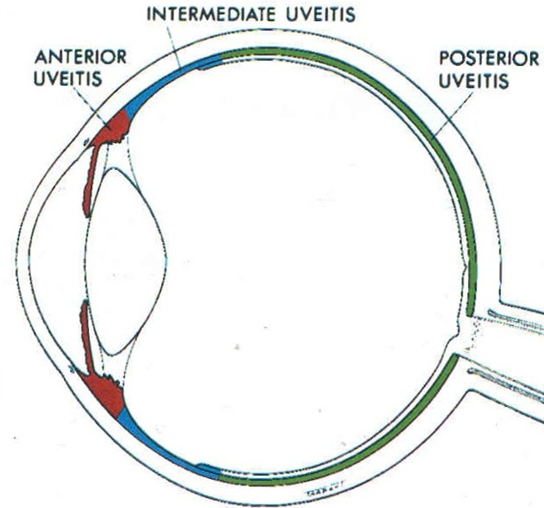 INTERMEDIATE UVEITIS
ANTERIOR
UVEITIS
POSTERIOR
UVEITIS